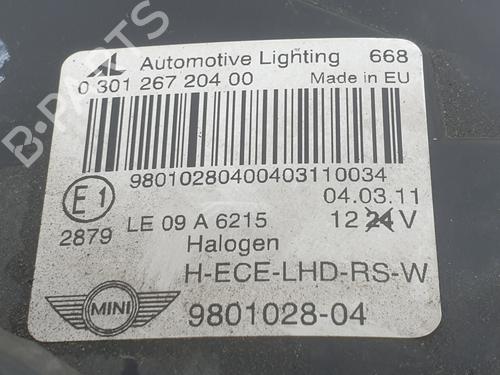 AL Automotive Lighting 668
0 301 267 204 00 Made in EU
98010280400403110034
04.03.11
E1
2879 LE 09 A 6215 12 24 V
Halogen
H-ECE-LHD-RS-W
MINI 9801028-04
B-PARTS